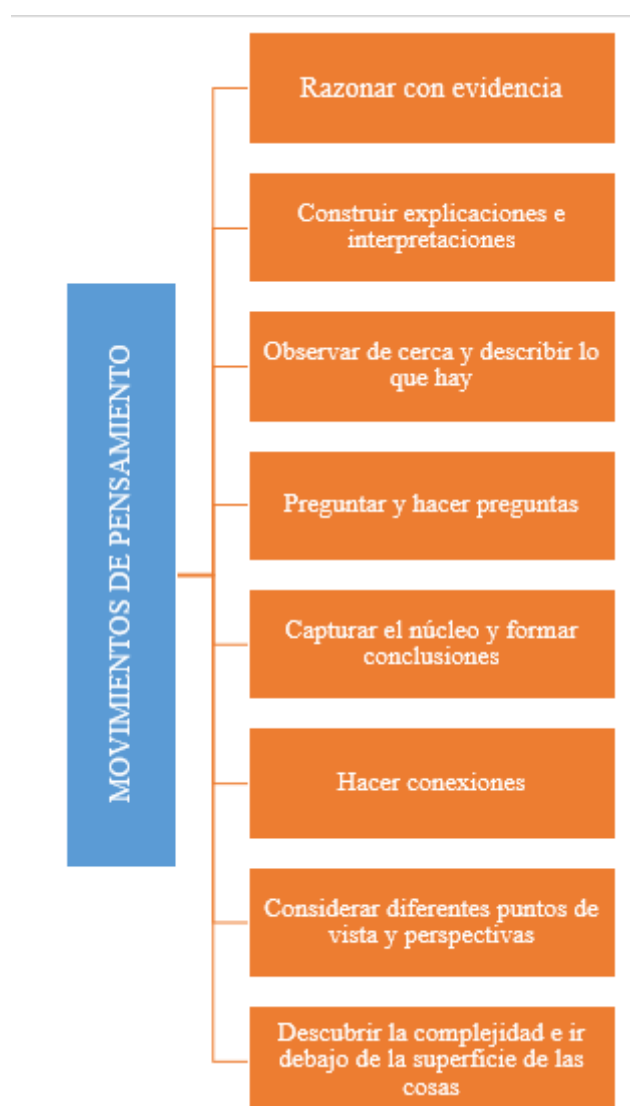 MOVIMIENTOS DE PENSAMIENTO
Razonar con evidencia
Construir explicaciones e
interpretaciones
Observar de cerca y describir lo
que hay
Preguntar y hacer preguntas
Capturar el núcleo y formar
conclusiones
Hacer conexiones
Considerar diferentes puntos de
vista y perspectivas
Descubrir la complejidad e ir
debajo de la superficie de las
cosas